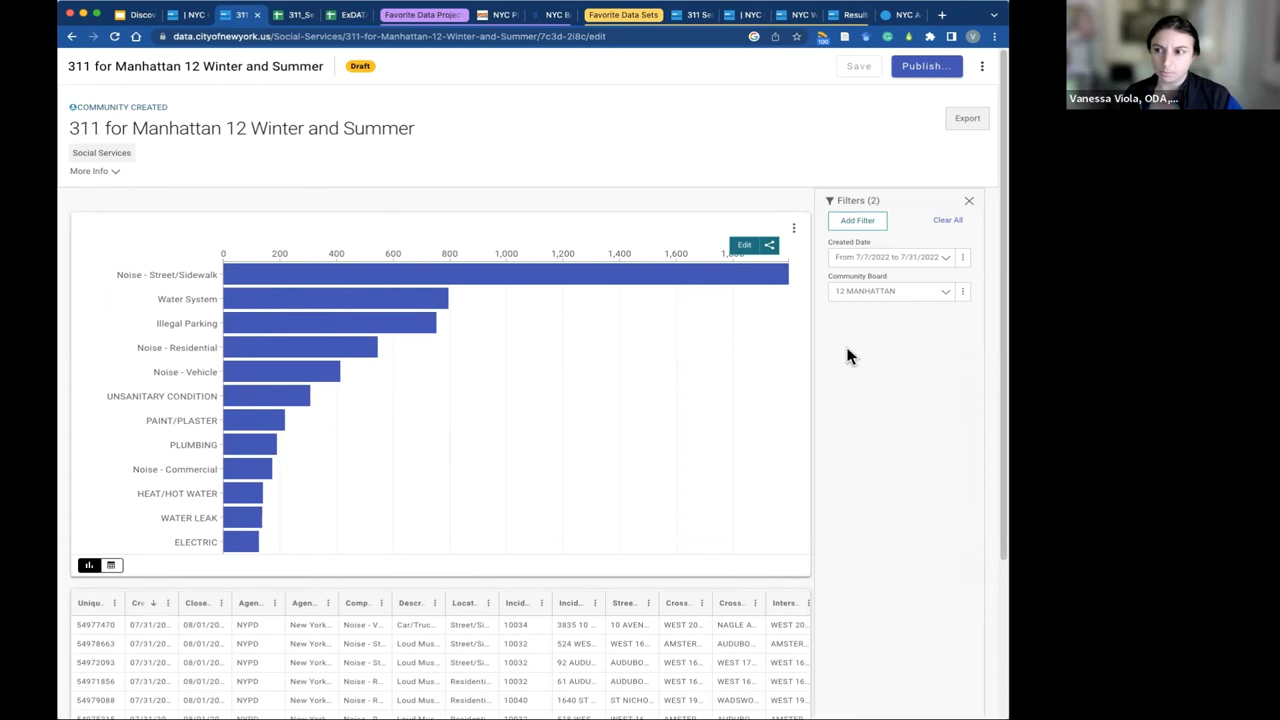 Discov
| NYC
311
311_Se
ExDAT
Favorite Data Projec
NYC P
NYC B
Favorite Data Sets
311 Se
| NYC
NYC W
Result
NYC A
data.cityofnewyork.us/Social-Services/311-for-Manhattan-12-Winter-and-Summer/7c3d-2i8c/edit
311 for Manhattan 12 Winter and Summer
Draft
Save
Publish...
COMMUNITY CREATED
311 for Manhattan 12 Winter and Summer
Export
Social Services
More Info
Filters (2)
Add Filter
Clear All
Created Date
From 7/7/2022 to 7/31/2022
Community Board
12 MANHATTAN
Edit
0 200 400 600 800 1,000 1,200 1,400 1,600
Noise - Street/Sidewalk
Water System
Illegal Parking
Noise - Residential
Noise - Vehicle
UNSANITARY CONDITION
PAINT/PLASTER
PLUMBING
Noise - Commercial
HEAT/HOT WATER
WATER LEAK
ELECTRIC
Uniqu... Cre Close... Agen... Agen... Comp... Descr... Locat... Incid... Incid... Stree... Cross... Cross... Inters...
54977470 07/31/20... 08/01/20... NYPD New York... Noise - V... Car/Truc... Street/Si... 10034 3835 10 ... 10 AVEN... WEST 20... NAGLE A... WEST 20...
54978663 07/31/20... 08/01/20... NYPD New York... Noise - St... Loud Mus... Street/Si... 10032 524 WES... WEST 16... AMSTER... AUDUBO... AMSTER...
54972093 07/31/20... 08/01/20... NYPD New York... Noise - St... Loud Mus... Street/Si... 10032 92 AUDU... AUDUBO... WEST 16... WEST 17... WEST 16...
54971856 07/31/20... 08/01/20... NYPD New York... Noise - R... Loud Mus... Residenti... 10032 61 AUDU... AUDUBO... WEST 16... WEST 16... WEST 16...
54979088 07/31/20... 08/01/20... NYPD New York... Noise - R... Loud Mus... Residenti... 10040 1640 ST ... ST NICHO... WEST 19... WADSWO... WEST 19...
Vanessa Viola, ODA,...